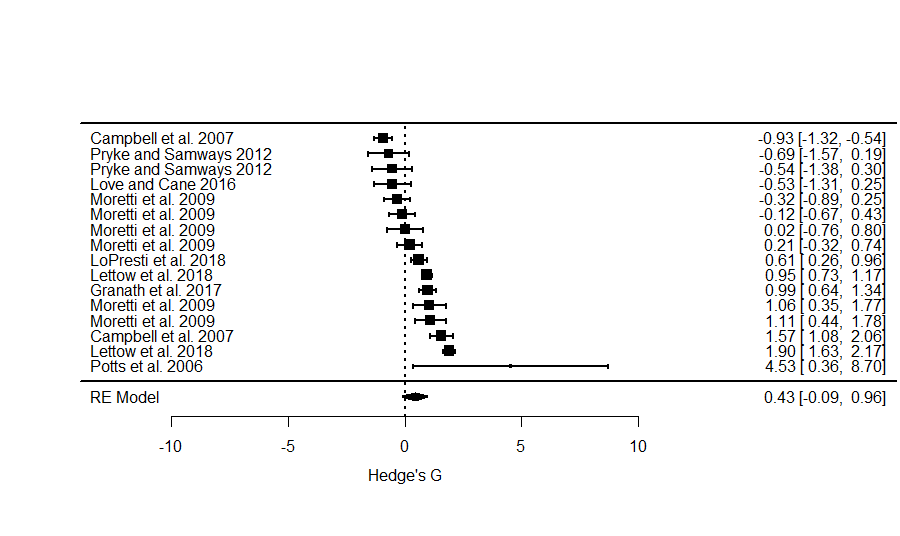 Campbell et al. 2007 -0.93 [-1.32, -0.54]
Pryke and Samways 2012 -0.69 [-1.57, 0.19]
Pryke and Samways 2012 -0.54 [-1.38, 0.30]
Love and Cane 2016 -0.53 [-1.31, 0.25]
Moretti et al. 2009 -0.32 [-0.89, 0.25]
Moretti et al. 2009 -0.12 [-0.67, 0.43]
Moretti et al. 2009 0.02 [-0.76, 0.80]
Moretti et al. 2009 0.21 [-0.32, 0.74]
LoPresti et al. 2018 0.61 [ 0.26, 0.96]
Lettow et al. 2018 0.95 [ 0.73, 1.17]
Granath et al. 2017 0.99 [ 0.64, 1.34]
Moretti et al. 2009 1.06 [ 0.35, 1.77]
Moretti et al. 2009 1.11 [ 0.44, 1.78]
Campbell et al. 2007 1.57 [ 1.08, 2.06]
Lettow et al. 2018 1.90 [ 1.63, 2.17]
Potts et al. 2006 4.53 [ 0.36, 8.70]
RE Model 0.43 [-0.09, 0.96]
-10 -5 0 5 10
Hedge's G